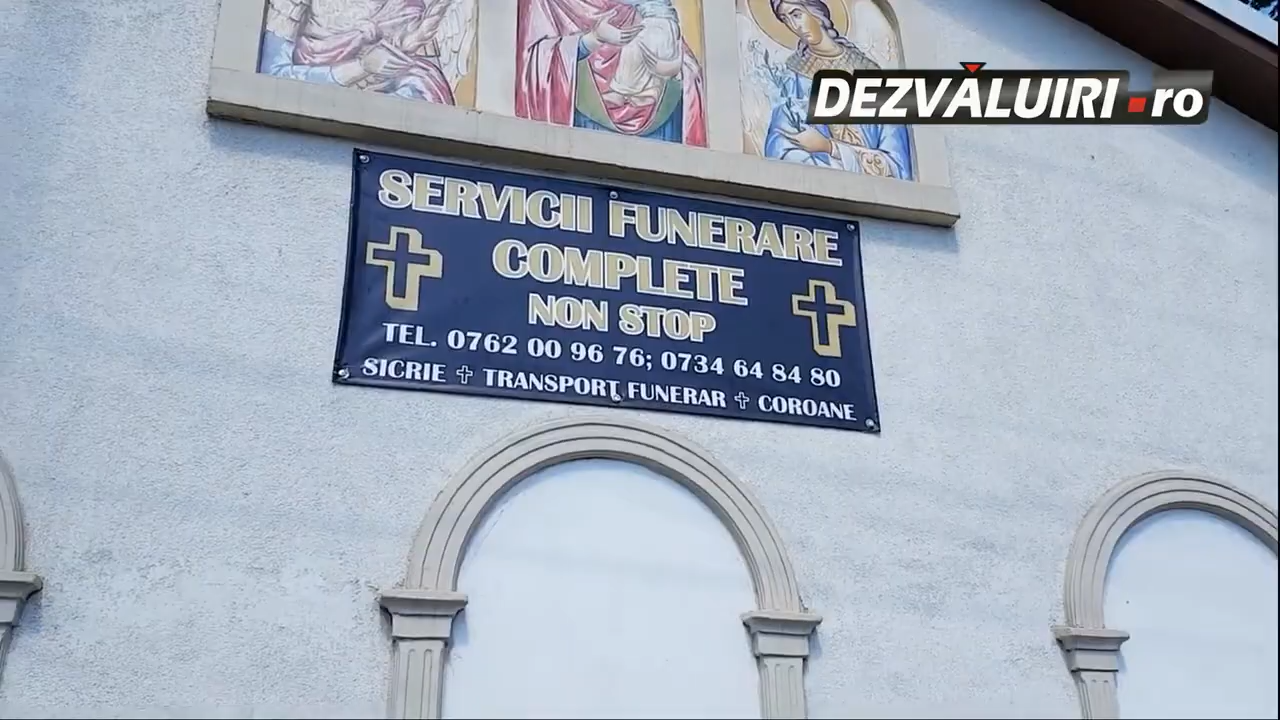 DEZVĂLUIRI.ro
SERVICII FUNERARE
COMPLETE
NON STOP
TEL. 0762 00 96 76; 0734 64 84 80
SICRIE ✝ TRANSPORT FUNERAR ✝ COROANE